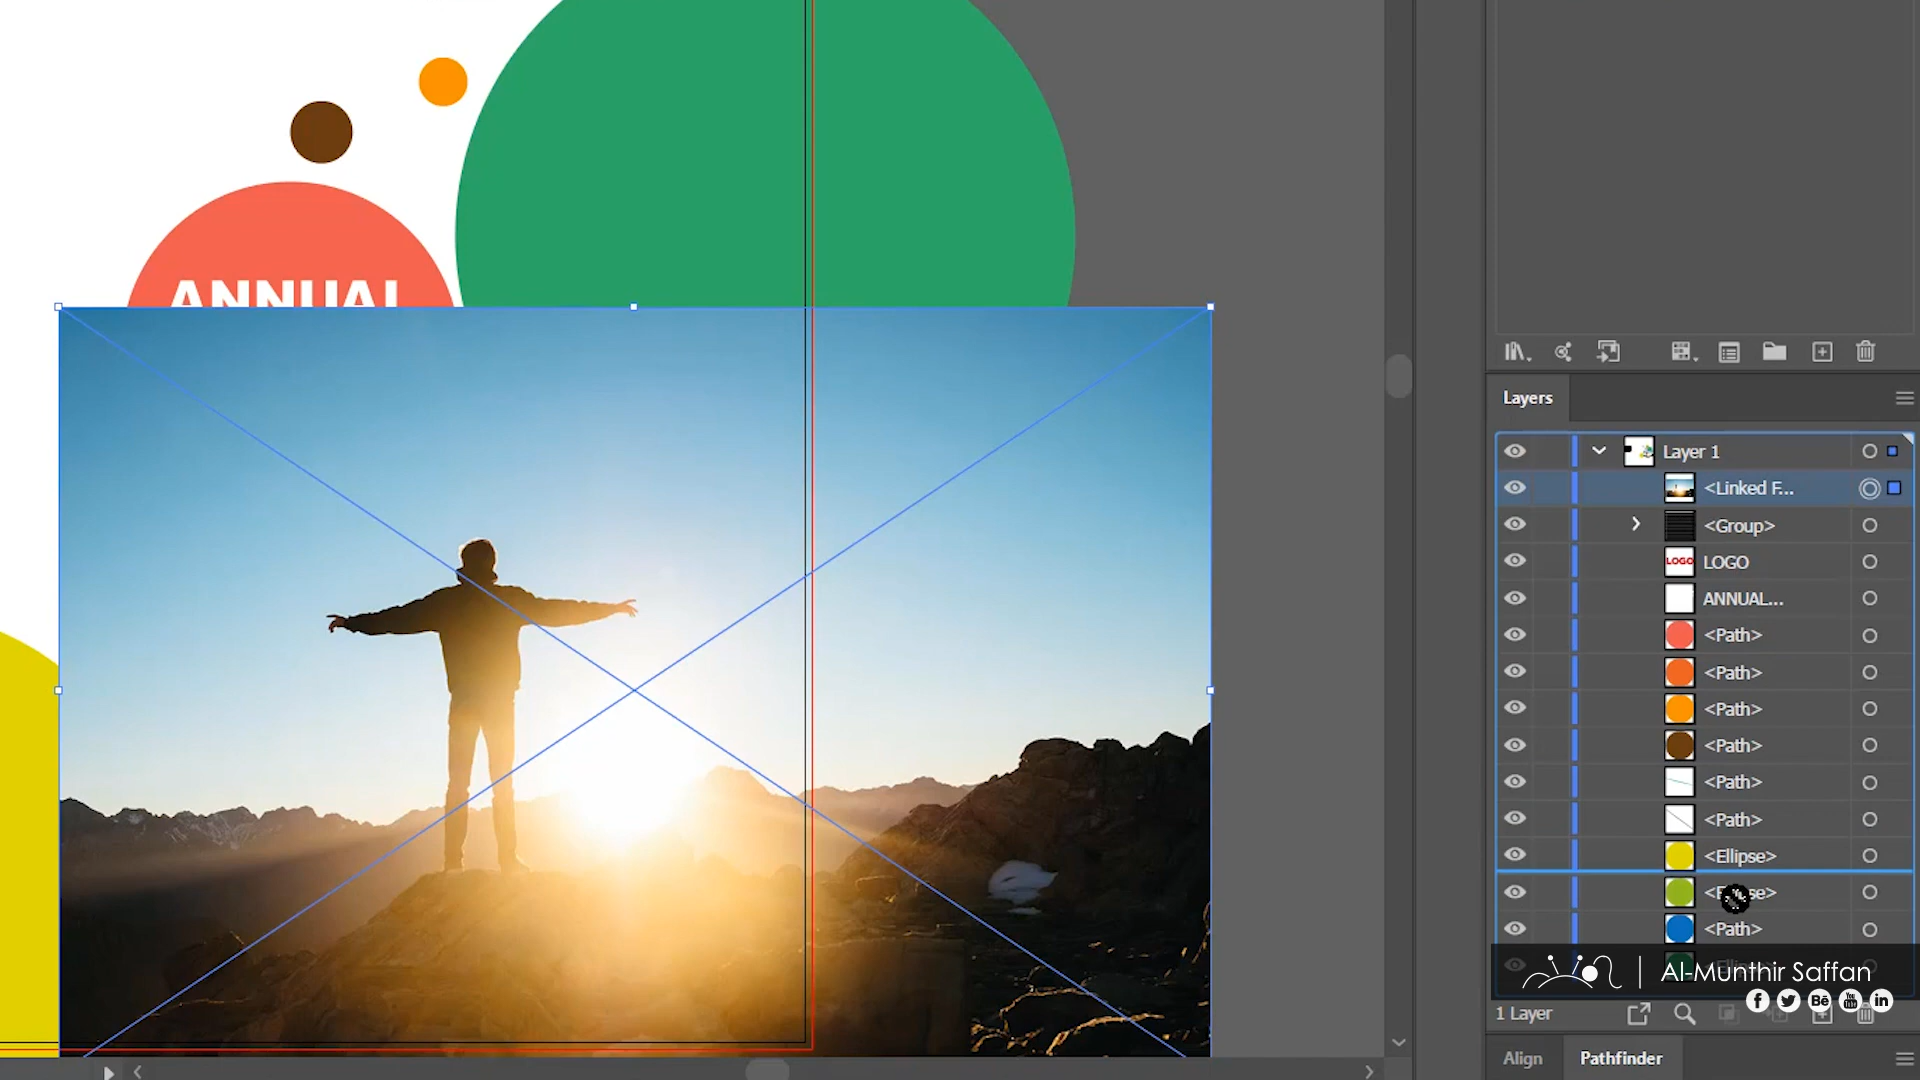 ANNUAL
Layers
Layer 1
<Linked F...
<Group>
LOGO
LOGO
ANNUAL...
<Path>
<Path>
<Path>
<Path>
<Path>
<Path>
<Ellipse>
<Path>
Al-Munthir Saffan
1 Layer
Align
Pathfinder